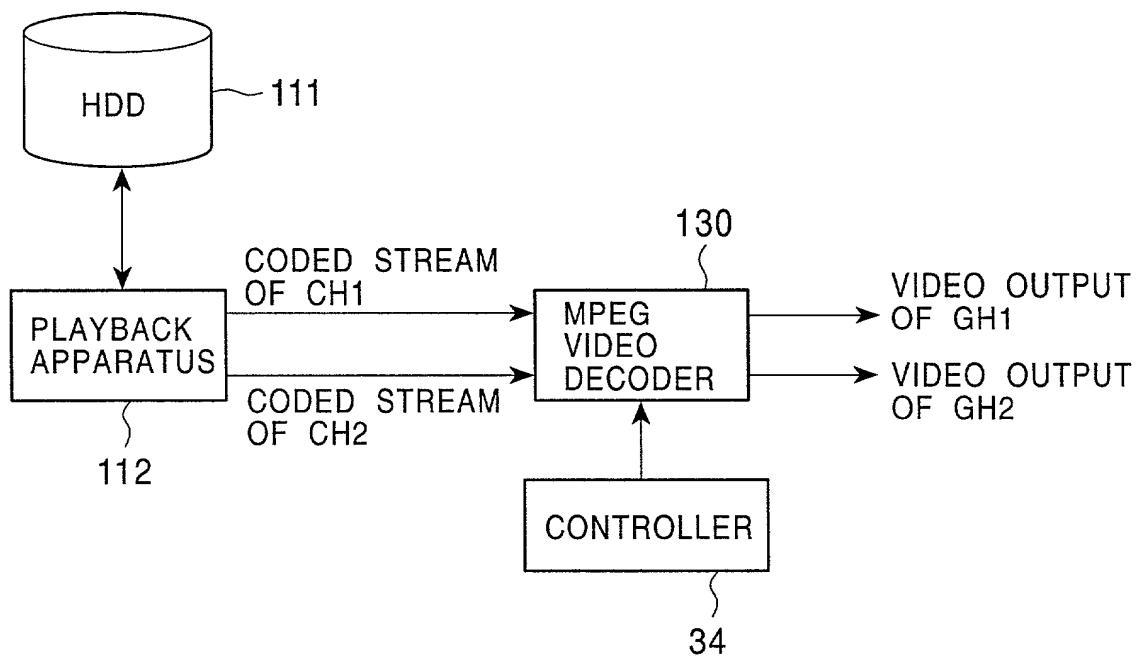 HDD
111
130
CODED STREAM
OF CH1
VIDEO OUTPUT
OF GH1
PLAYBACK
APPARATUS
MPEG
VIDEO
DECODER
VIDEO OUTPUT
OF GH2
CODED STREAM
OF CH2
112
CONTROLLER
34